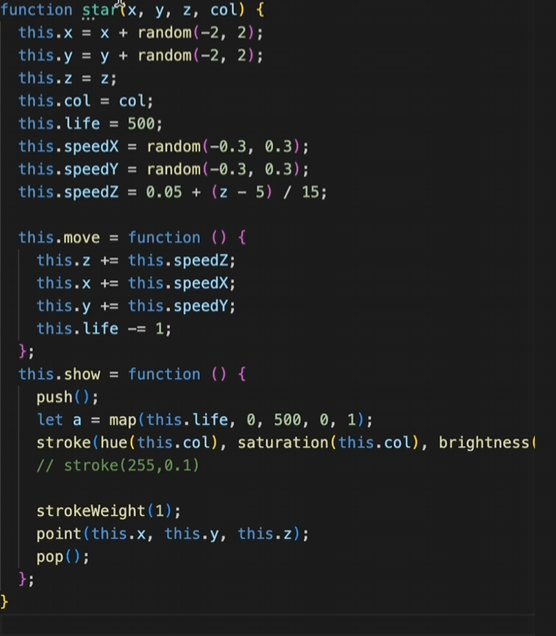 function star(x, y, z, col) {
  this.x = x + random(-2, 2);
  this.y = y + random(-2, 2);
  this.z = z;
  this.col = col;
  this.life = 500;
  this.speedX = random(-0.3, 0.3);
  this.speedY = random(-0.3, 0.3);
  this.speedZ = 0.05 + (z - 5) / 15;

  this.move = function () {
    this.z += this.speedZ;
    this.x += this.speedX;
    this.y += this.speedY;
    this.life -= 1;
  };
  this.show = function () {
    push();
    let a = map(this.life, 0, 500, 0, 1);
    stroke(hue(this.col), saturation(this.col), brightness(
    // stroke(255,0.1)

    strokeWeight(1);
    point(this.x, this.y, this.z);
    pop();
  };
}